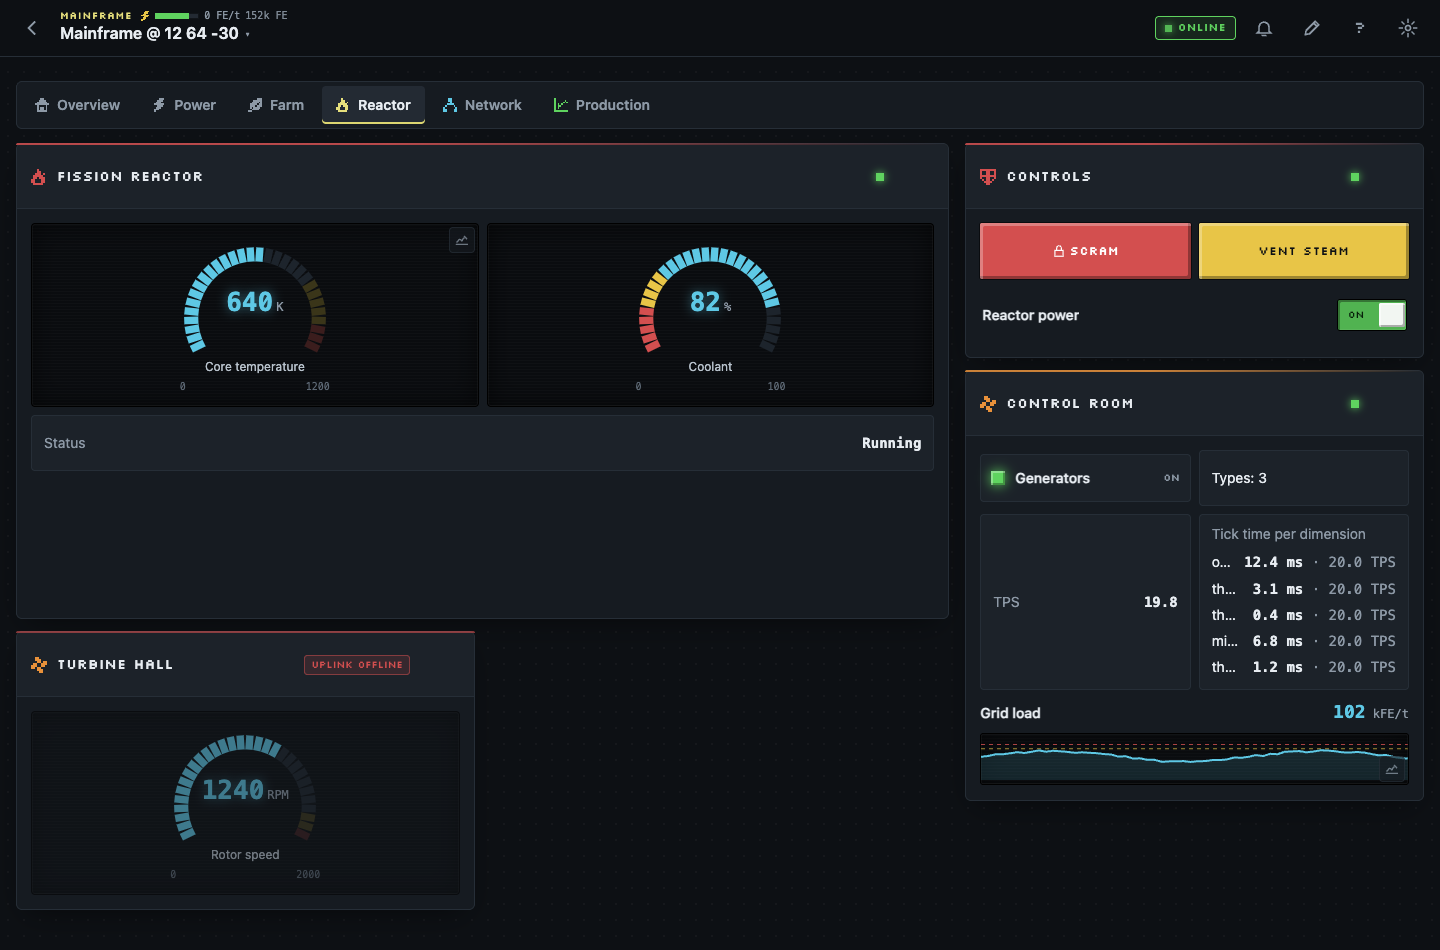 MAINFRAME 0 FE/t 152k FE
Mainframe @ 12 64 -30
ONLINE
?
Overview
Power
Farm
Reactor
Network
Production
FISSION REACTOR
640 K
Core temperature
0 1200
82 %
Coolant
0 100
Status Running
CONTROLS
SCRAM
VENT STEAM
Reactor power ON
CONTROL ROOM
Generators ON
Types: 3
TPS 19.8
Tick time per dimension
o... 12.4 ms · 20.0 TPS
th... 3.1 ms · 20.0 TPS
th... 0.4 ms · 20.0 TPS
mi... 6.8 ms · 20.0 TPS
th... 1.2 ms · 20.0 TPS
Grid load 102 kFE/t
TURBINE HALL UPLINK OFFLINE
1240 RPM
Rotor speed
0 2000